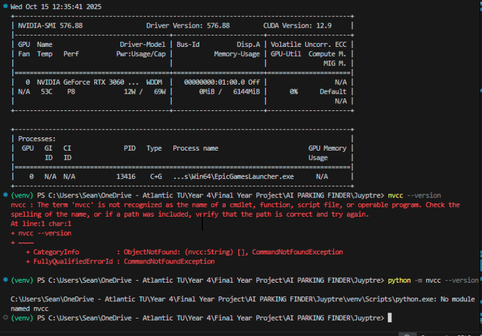 Wed Oct 15 12:35:41 2025
+-----------------------------------------------------------------------------------------+
| NVIDIA-SMI 576.88                 Driver Version: 576.88         CUDA Version: 12.9     |
|-----------------------------------------+------------------------+----------------------+
| GPU  Name                  Driver-Model | Bus-Id          Disp.A | Volatile Uncorr. ECC |
| Fan  Temp   Perf          Pwr:Usage/Cap |           Memory-Usage | GPU-Util  Compute M. |
|                                         |                        |               MIG M. |
|=========================================+========================+======================|
|   0  NVIDIA GeForce RTX 3060 ...  WDDM  |   00000000:01:00.0 Off |                  N/A |
| N/A   53C    P8             12W /   69W |       0MiB /   6144MiB |      0%      Default |
|                                         |                        |                  N/A |
+-----------------------------------------+------------------------+----------------------+
+-----------------------------------------------------------------------------------------+
| Processes:                                                                              |
|  GPU   GI   CI              PID   Type   Process name                        GPU Memory |
|        ID   ID                                                               Usage      |
|=========================================================================================|
|    0   N/A  N/A           13416    C+G   ...s\Win64\EpicGamesLauncher.exe      N/A      |
+-----------------------------------------------------------------------------------------+
(venv) PS C:\Users\Sean\OneDrive - Atlantic TU\Year 4\Final Year Project\AI PARKING FINDER\Juyptre> nvcc --version
nvcc : The term 'nvcc' is not recognized as the name of a cmdlet, function, script file, or operable program. Check the
spelling of the name, or if a path was included, verify that the path is correct and try again.
At line:1 char:1
+ nvcc --version
+ ~~~~
    + CategoryInfo          : ObjectNotFound: (nvcc:String) [], CommandNotFoundException
    + FullyQualifiedErrorId : CommandNotFoundException
(venv) PS C:\Users\Sean\OneDrive - Atlantic TU\Year 4\Final Year Project\AI PARKING FINDER\Juyptre> python -m nvcc --version
C:\Users\Sean\OneDrive - Atlantic TU\Year 4\Final Year Project\AI PARKING FINDER\Juyptre\venv\Scripts\python.exe: No module
named nvcc
(venv) PS C:\Users\Sean\OneDrive - Atlantic TU\Year 4\Final Year Project\AI PARKING FINDER\Juyptre>